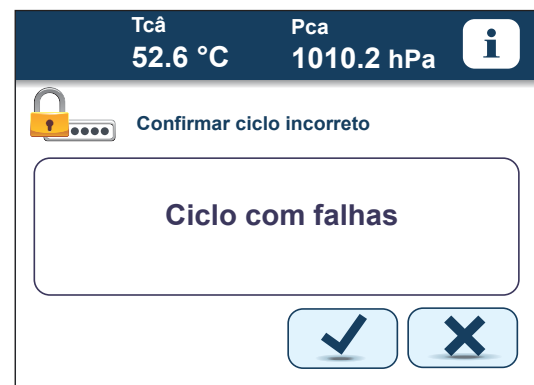 Tcâ Pca
52.6 °C 1010.2 hPa
i
Confirmar ciclo incorreto
Ciclo com falhas